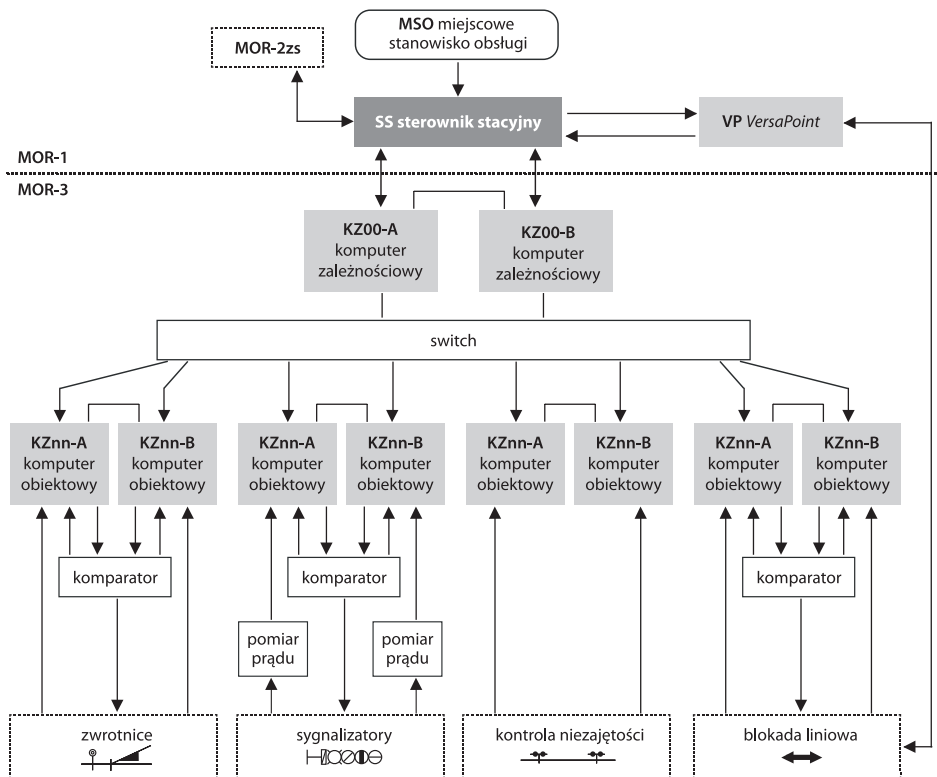 MSO miejscowe
stanowisko obsługi
MOR-2zs
SS sterownik stacyjny
VP VersaPoint
MOR-1
MOR-3
KZ00-A
komputer
zależnościowy
KZ00-B
komputer
zależnościowy
switch
KZnn-A
komputer
obiektowy
KZnn-B
komputer
obiektowy
KZnn-A
komputer
obiektowy
KZnn-B
komputer
obiektowy
KZnn-A
komputer
obiektowy
KZnn-B
komputer
obiektowy
KZnn-A
komputer
obiektowy
KZnn-B
komputer
obiektowy
komparator
komparator
komparator
pomiar
prądu
pomiar
prądu
zwrotnice
sygnalizatory
kontrola niezajętości
blokada liniowa